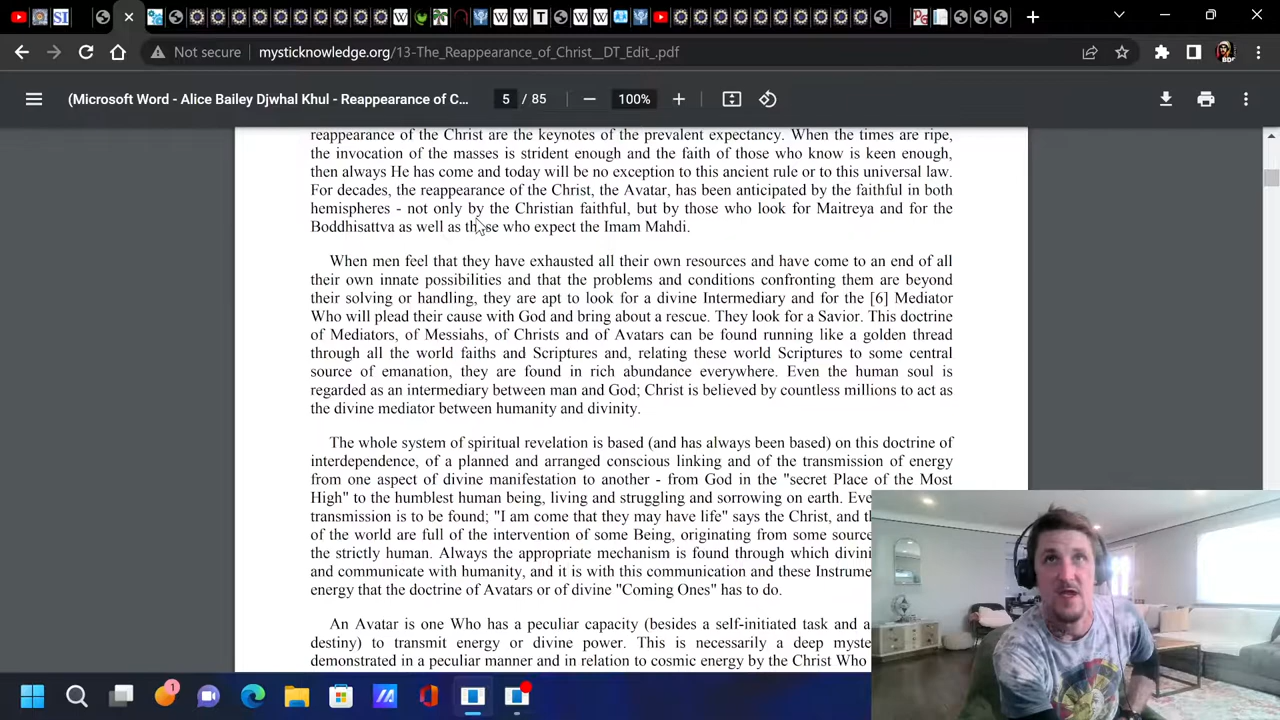 Not secure
mysticknowledge.org/13-The_Reappearance_of_Christ__DT_Edit_.pdf
(Microsoft Word - Alice Bailey Djwhal Khul - Reappearance of C...
5 / 85
100%
reappearance of the Christ are the keynotes of the prevalent expectancy. When the times are ripe,
the invocation of the masses is strident enough and the faith of those who know is keen enough,
then always He has come and today will be no exception to this ancient rule or to this universal law.
For decades, the reappearance of the Christ, the Avatar, has been anticipated by the faithful in both
hemispheres - not only by the Christian faithful, but by those who look for Maitreya and for the
Boddhisattva as well as those who expect the Imam Mahdi.
When men feel that they have exhausted all their own resources and have come to an end of all
their own innate possibilities and that the problems and conditions confronting them are beyond
their solving or handling, they are apt to look for a divine Intermediary and for the [6] Mediator
Who will plead their cause with God and bring about a rescue. They look for a Savior. This doctrine
of Mediators, of Messiahs, of Christs and of Avatars can be found running like a golden thread
through all the world faiths and Scriptures and, relating these world Scriptures to some central
source of emanation, they are found in rich abundance everywhere. Even the human soul is
regarded as an intermediary between man and God; Christ is believed by countless millions to act as
the divine mediator between humanity and divinity.
The whole system of spiritual revelation is based (and has always been based) on this doctrine of
interdependence, of a planned and arranged conscious linking and of the transmission of energy
from one aspect of divine manifestation to another - from God in the "secret Place of the Most
High" to the humblest human being, living and struggling and sorrowing on earth.
transmission is to be found; "I am come that they may have life" says the Christ, and
of the world are full of the intervention of some Being, originating from some source
the strictly human. Always the appropriate mechanism is found through which
and communicate with humanity, and it is with this communication and these
energy that the doctrine of Avatars or of divine "Coming Ones" has to do.
An Avatar is one Who has a peculiar capacity (besides a self-initiated task and a
destiny) to transmit energy or divine power. This is necessarily a deep
demonstrated in a peculiar manner and in relation to cosmic energy by the Christ Who